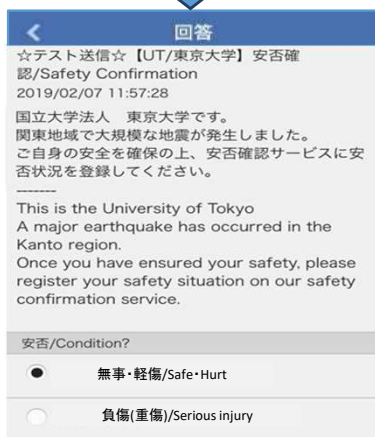 回答
☆テスト送信☆【UT/東京大学】安否確
認/Safety Confirmation
2019/02/07 11:57:28
国立大学法人　東京大学です。
関東地域で大規模な地震が発生しました。
ご自身の安全を確保の上、安否確認サービスに安
否状況を登録してください。
-------
This is the University of Tokyo
A major earthquake has occurred in the
Kanto region.
Once you have ensured your safety, please
register your safety situation on our safety
confirmation service.
安否/Condition?
無事・軽傷/Safe・Hurt
負傷(重傷)/Serious injury